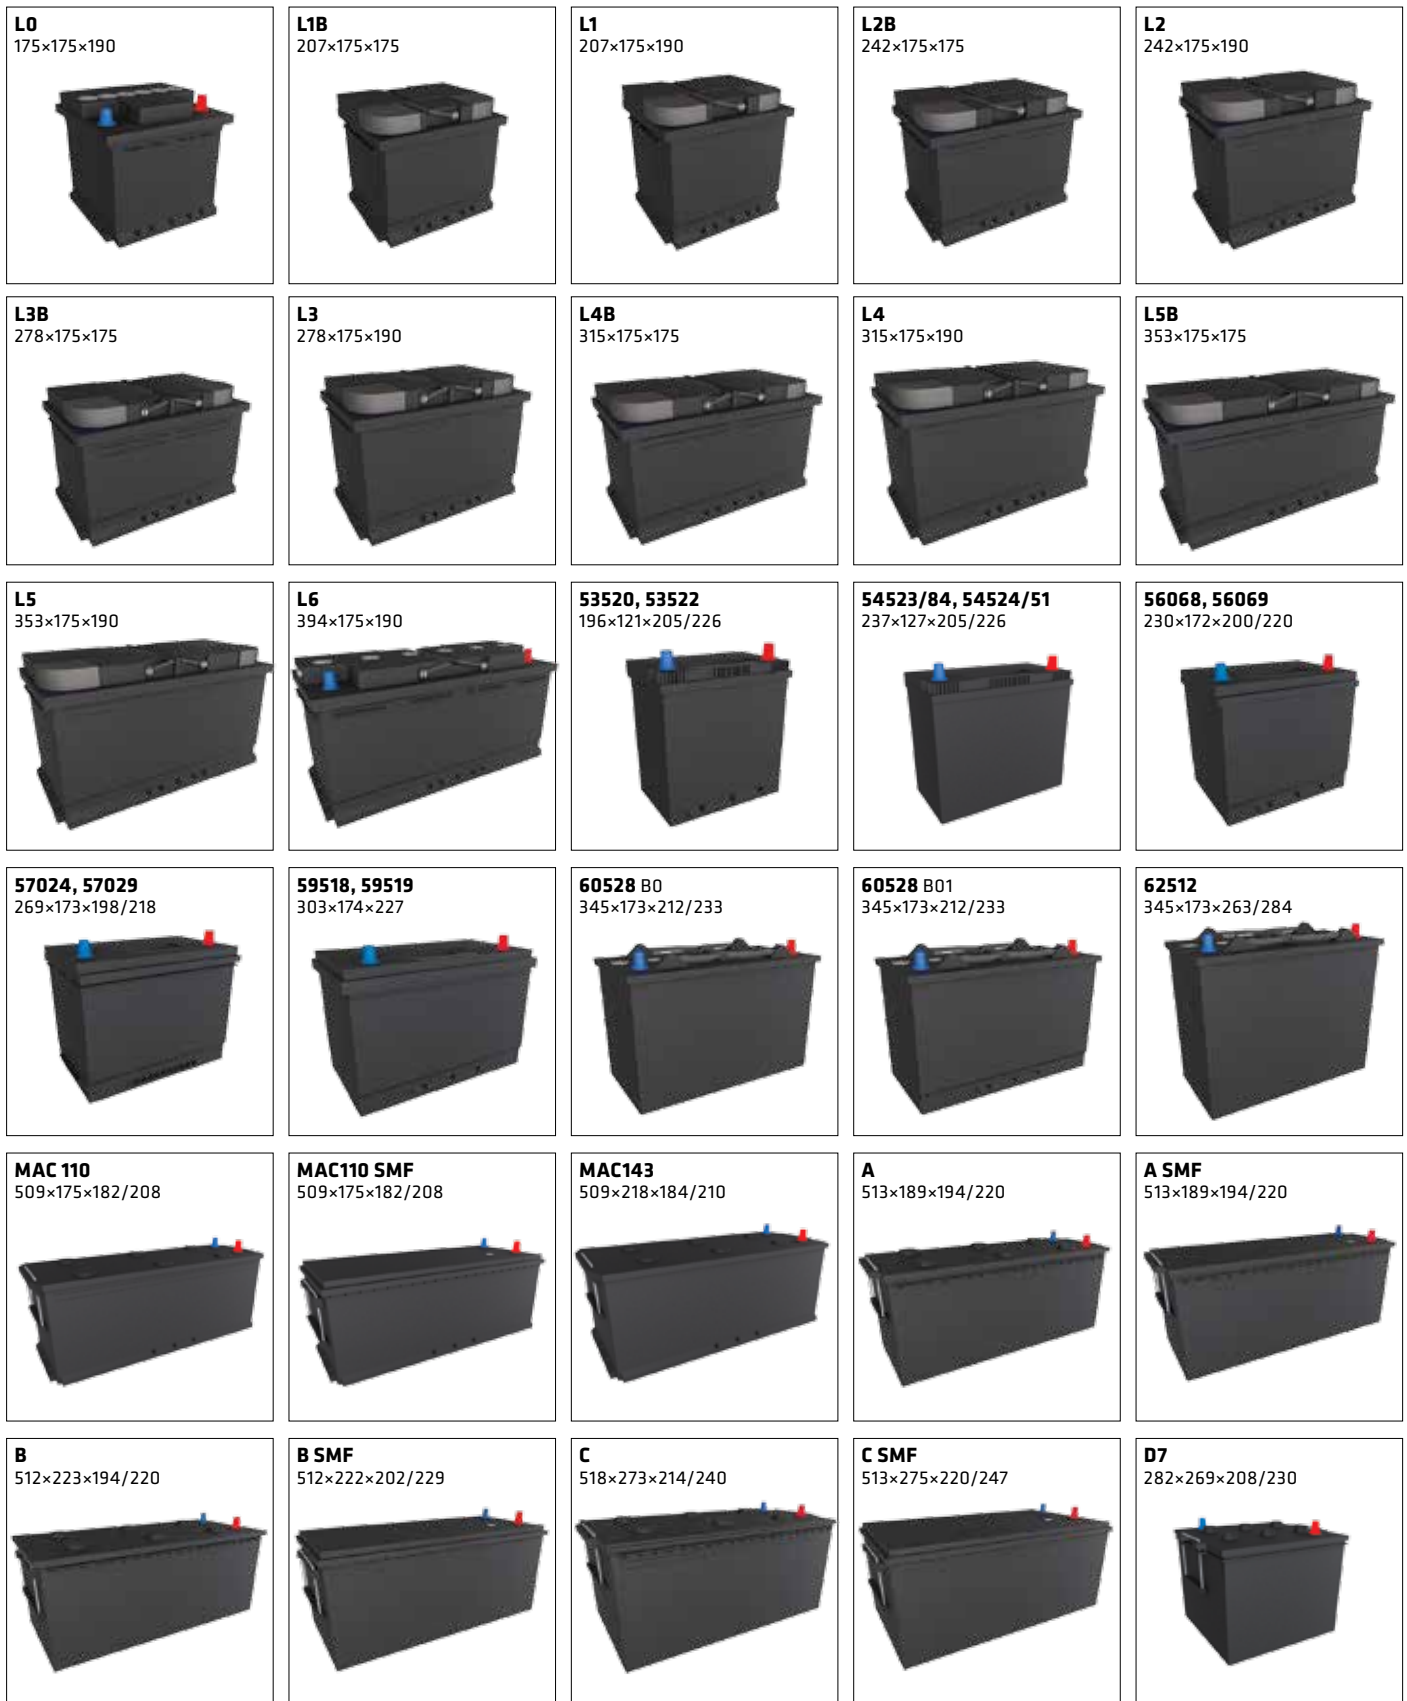 L0
175×175×190
L1B
207×175×175
L1
207×175×190
L2B
242×175×175
L2
242×175×190
L3B
278×175×175
L3
278×175×190
L4B
315×175×175
L4
315×175×190
L5B
353×175×175
L5
353×175×190
L6
394×175×190
53520, 53522
196×121×205/226
54523/84, 54524/51
237×127×205/226
56068, 56069
230×172×200/220
57024, 57029
269×173×198/218
59518, 59519
303×174×227
60528 B0
345×173×212/233
60528 B01
345×173×212/233
62512
345×173×263/284
MAC 110
509×175×182/208
MAC110 SMF
509×175×182/208
MAC143
509×218×184/210
A
513×189×194/220
A SMF
513×189×194/220
B
512×223×194/220
B SMF
512×222×202/229
C
518×273×214/240
C SMF
513×275×220/247
D7
282×269×208/230